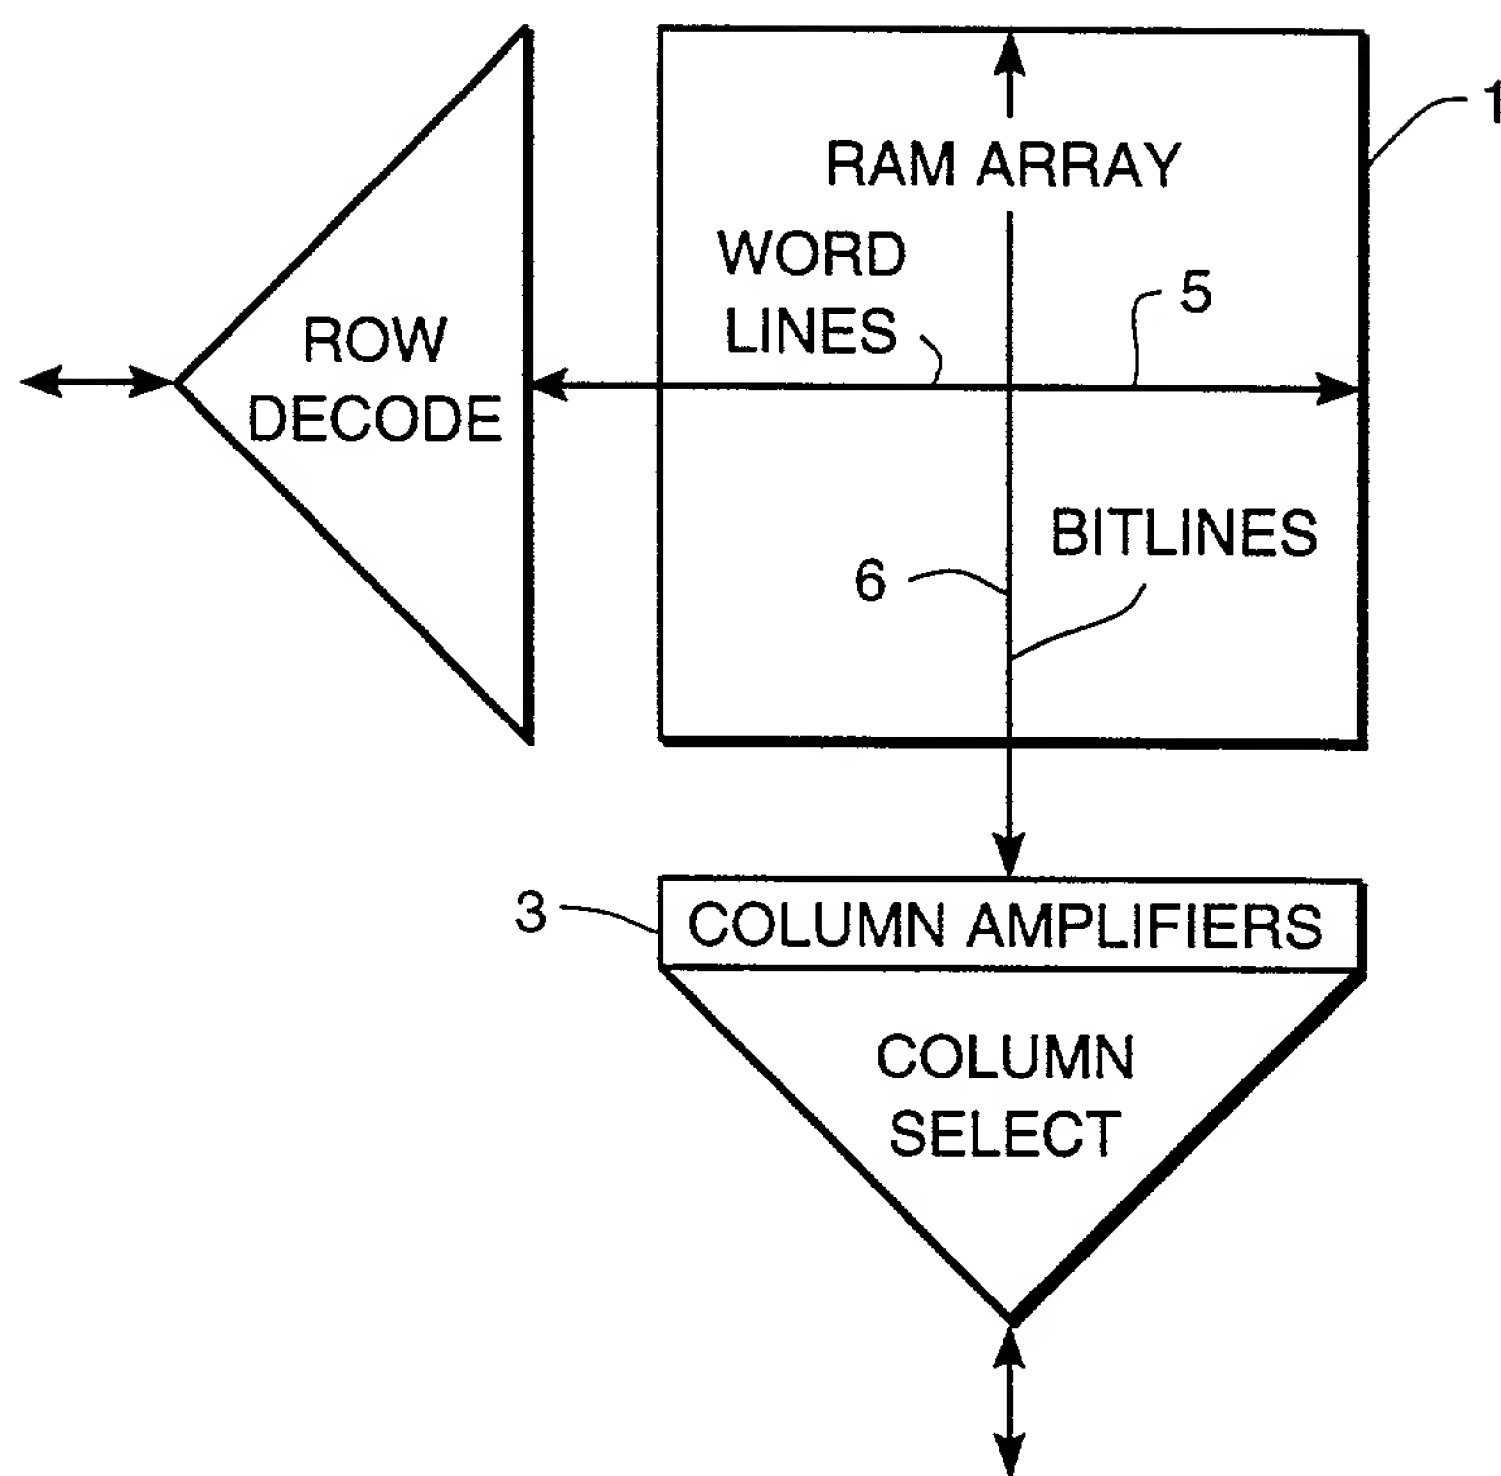 1
RAM ARRAY
WORD
LINES
5
ROW
DECODE
BITLINES
6
3
COLUMN AMPLIFIERS
COLUMN
SELECT